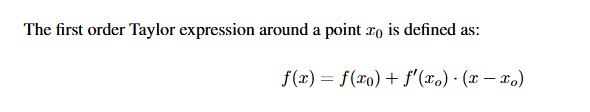 The first order Taylor expression around a point x₀ is defined as:
f(x) = f(x₀) + f′(xₒ) · (x − xₒ)